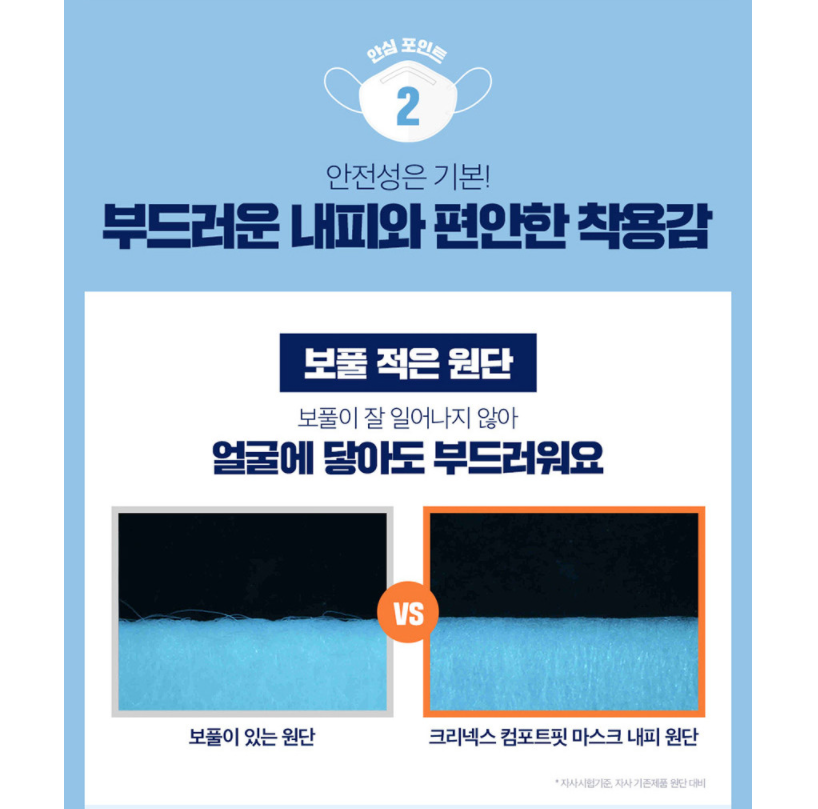 안심 포인트
2
안전성은 기본!
부드러운 내피와 편안한 착용감
보풀 적은 원단
보풀이 잘 일어나지 않아
얼굴에 닿아도 부드러워요
VS
보풀이 있는 원단
크리넥스 컴포트핏 마스크 내피 원단
* 자사시험기준, 자사 기존제품 원단 대비